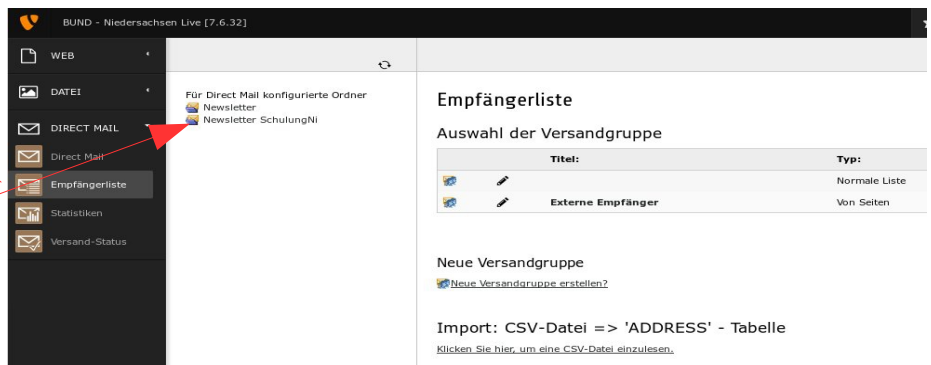 BUND - Niedersachsen Live [7.6.32]
WEB
DATEI
DIRECT MAIL
Direct Mail
Empfängerliste
Statistiken
Versand-Status
Für Direct Mail konfigurierte Ordner
Newsletter
Newsletter SchulungNi
Empfängerliste
Auswahl der Versandgruppe
Titel: Typ:
Normale Liste
Externe Empfänger Von Seiten
Neue Versandgruppe
Neue Versandgruppe erstellen?
Import: CSV-Datei => 'ADDRESS' - Tabelle
Klicken Sie hier, um eine CSV-Datei einzulesen.